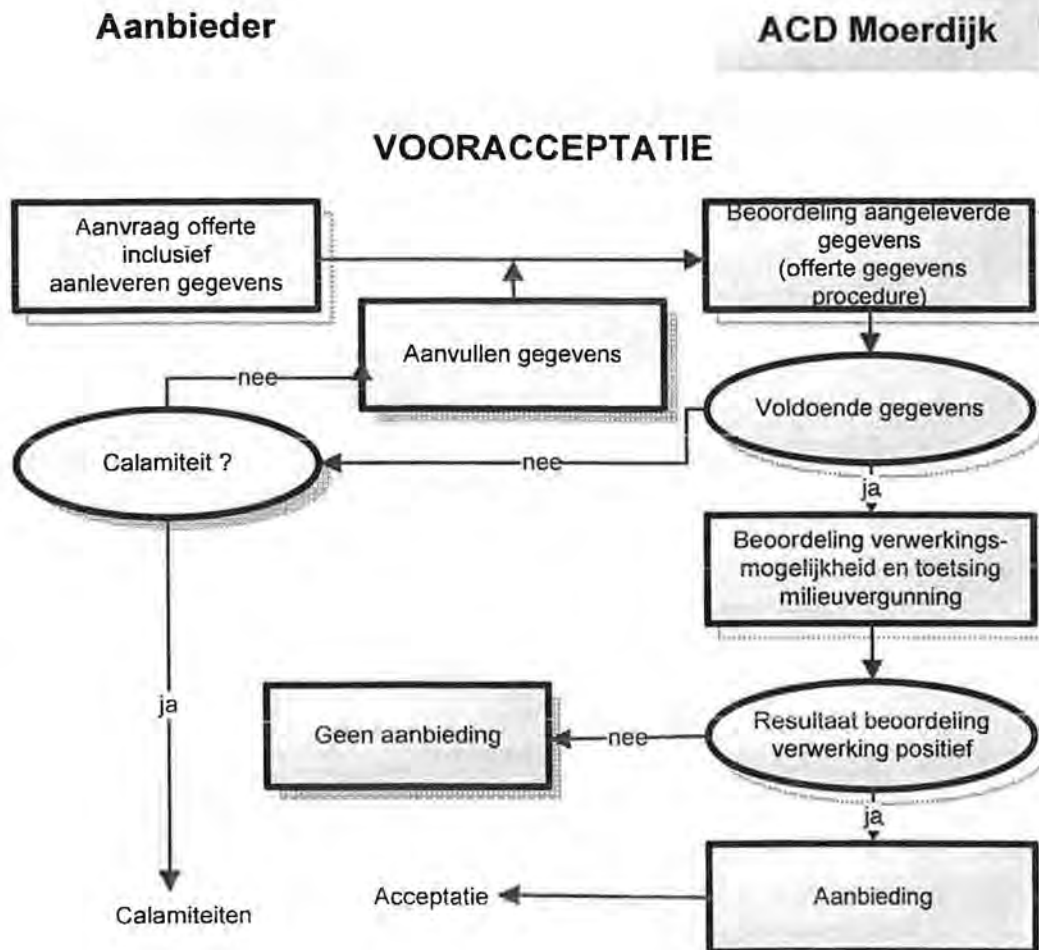 Aanbieder
ACD Moerdijk
VOORACCEPTATIE
Aanvraag offerte
inclusief
aanleveren gegevens
Beoordeling aangeleverde
gegevens
(offerte gegevens
procedure)
Aanvullen gegevens
nee
Voldoende gegevens
Calamiteit ?
nee
ja
Beoordeling verwerkings-
mogelijkheid en toetsing
milieuvergunning
ja
Geen aanbieding
nee
Resultaat beoordeling
verwerking positief
ja
Acceptatie
Aanbieding
Calamiteiten